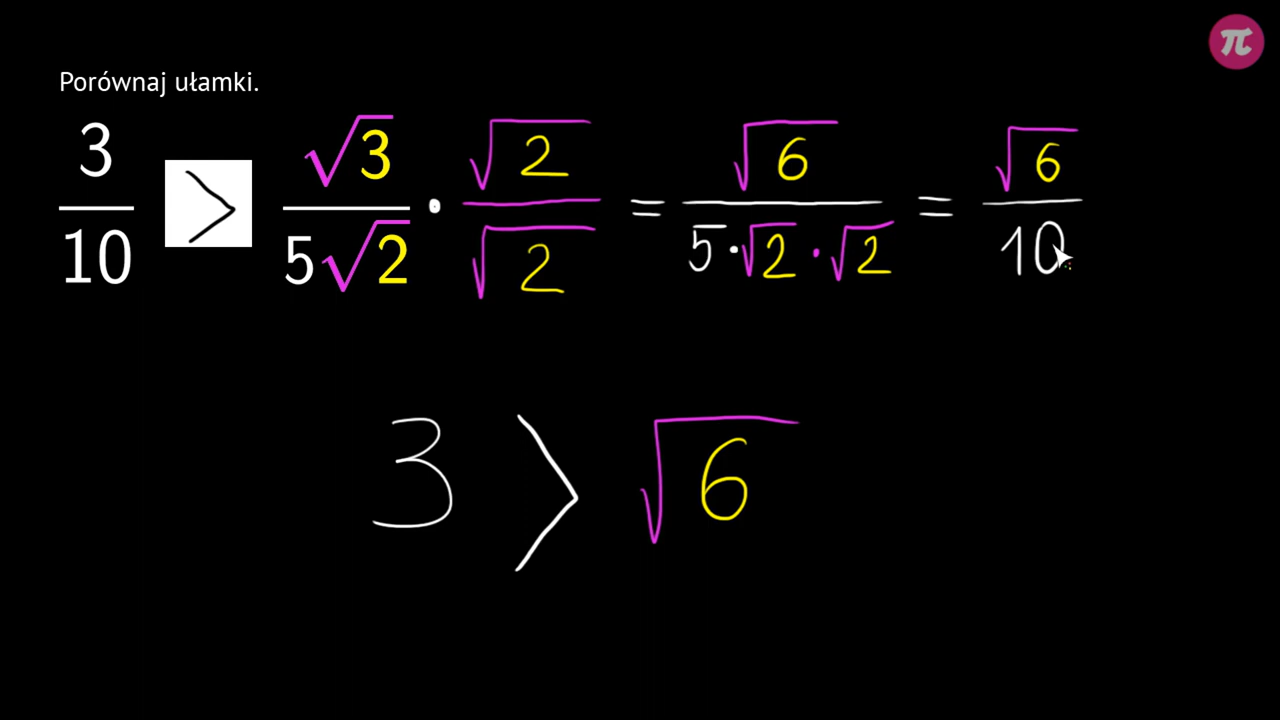 Porównaj ułamki.
3/10 > √3/5√2 · √2/√2 = √6/5·√2·√2 = √6/10
3 > √6
π